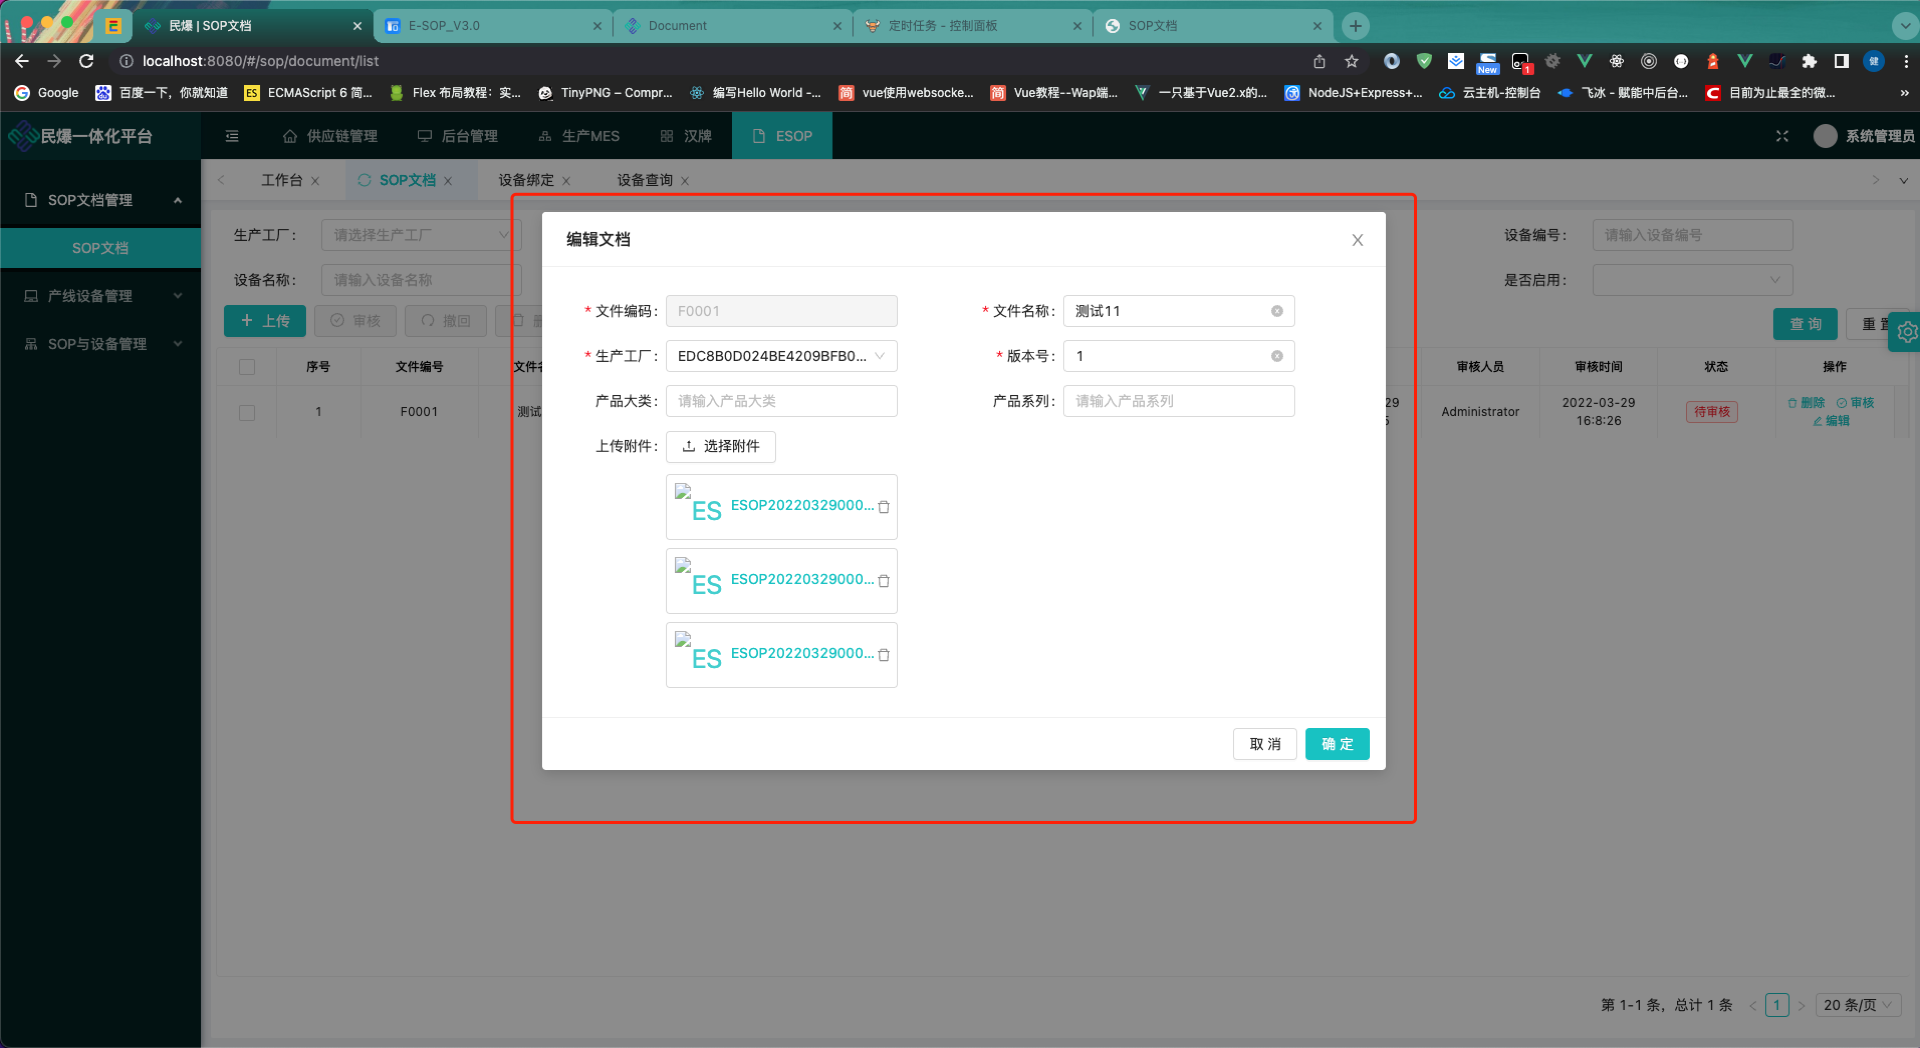 民爆 | SOP文档
E-SOP_V3.0
Document
定时任务 - 控制面板
SOP文档
localhost:8080/#/sop/document/list
New
1
健
Google
百度一下，你就知道
ES
ECMAScript 6 简...
Flex 布局教程：实...
TinyPNG – Compr...
编写Hello World -...
简
vue使用websocke...
简
Vue教程--Wap端...
一只基于Vue2.x的...
NodeJS+Express+...
云主机-控制台
飞冰 - 赋能中后台...
C
目前为止最全的微...
»
民爆一体化平台
供应链管理
后台管理
生产MES
汉牌
ESOP
系统管理员
工作台
SOP文档
设备绑定
设备查询
SOP文档管理
SOP文档
产线设备管理
SOP与设备管理
生产工厂：
请选择生产工厂
设备编号：
请输入设备编号
设备名称：
请输入设备名称
是否启用：
+ 上传
审核
撤回
查 询
序号
文件编号
审核人员
审核时间
状态
操作
1
F0001
测试
29
Administrator
2022-03-29
16:8:26
待审核
删除
审核
编辑
编辑文档
* 文件编码：
F0001
* 文件名称：
测试11
* 生产工厂：
EDC8B0D024BE4209BFB0...
* 版本号：
1
产品大类：
请输入产品大类
产品系列：
请输入产品系列
上传附件：
选择附件
ES
ESOP20220329000...
ES
ESOP20220329000...
ES
ESOP20220329000...
取 消
确 定
第 1-1 条，总计 1 条
1
20 条/页